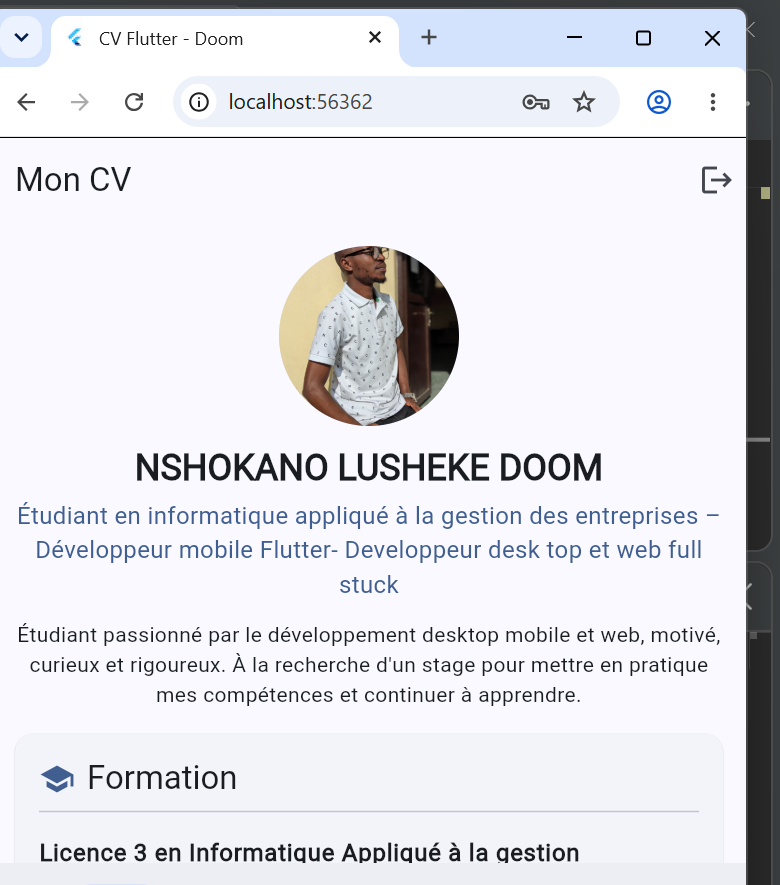 CV Flutter - Doom
localhost:56362
Mon CV
NSHOKANO LUSHEKE DOOM
Étudiant en informatique appliqué à la gestion des entreprises –
Développeur mobile Flutter- Developpeur desk top et web full
stuck
Étudiant passionné par le développement desktop mobile et web, motivé,
curieux et rigoureux. À la recherche d'un stage pour mettre en pratique
mes compétences et continuer à apprendre.
Formation
Licence 3 en Informatique Appliqué à la gestion